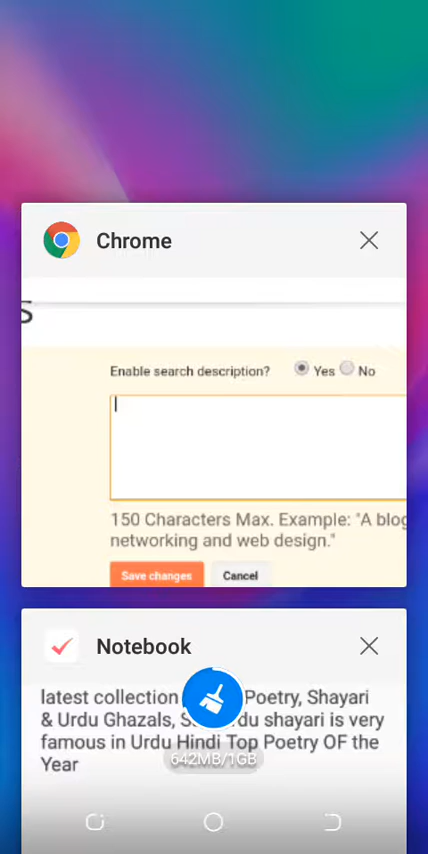 Chrome
s
Enable search description? Yes No
150 Characters Max. Example: "A blog
networking and web design."
Save changes Cancel
Notebook
latest collection Poetry, Shayari
& Urdu Ghazals, S rdu shayari is very
famous in Urdu Hindi Top Poetry OF the
Year
642MB/1GB